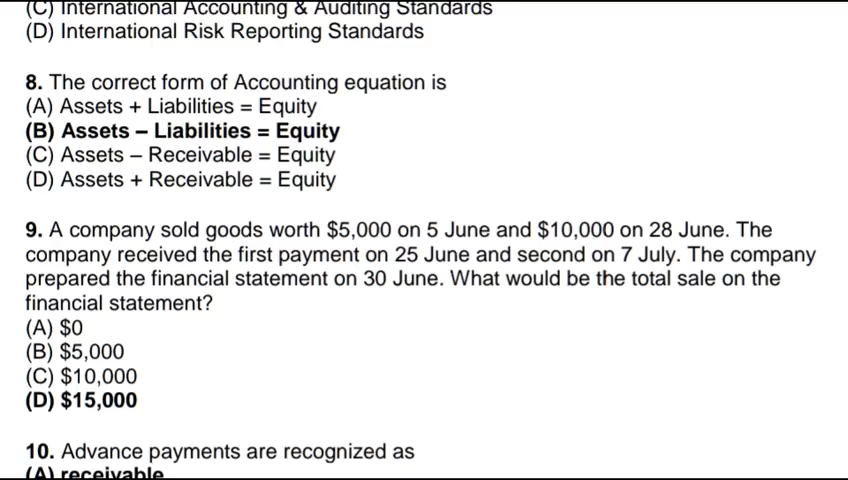 (C) International Accounting & Auditing Standards
(D) International Risk Reporting Standards
8. The correct form of Accounting equation is
(A) Assets + Liabilities = Equity
(B) Assets – Liabilities = Equity
(C) Assets – Receivable = Equity
(D) Assets + Receivable = Equity
9. A company sold goods worth $5,000 on 5 June and $10,000 on 28 June. The
company received the first payment on 25 June and second on 7 July. The company
prepared the financial statement on 30 June. What would be the total sale on the
financial statement?
(A) $0
(B) $5,000
(C) $10,000
(D) $15,000
10. Advance payments are recognized as
(A) receivable